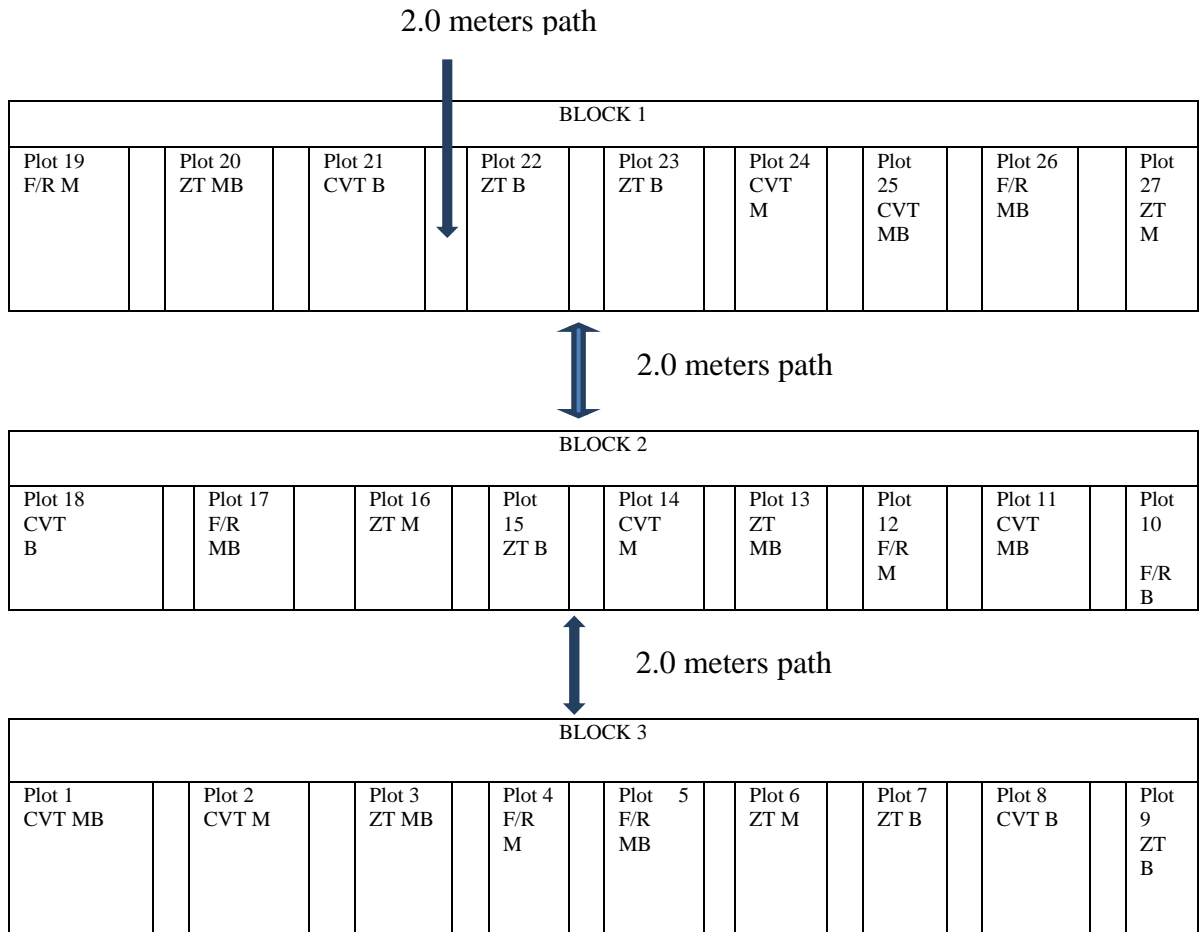 2.0 meters path
BLOCK 1
Plot 19
F/R M
Plot 20
ZT MB
Plot 21
CVT B
Plot 22
ZT B
Plot 23
ZT B
Plot 24
CVT
M
Plot
25
CVT
MB
Plot 26
F/R
MB
Plot
27
ZT
M
2.0 meters path
BLOCK 2
Plot 18
CVT
B
Plot 17
F/R
MB
Plot 16
ZT M
Plot
15
ZT B
Plot 14
CVT
M
Plot 13
ZT
MB
Plot
12
F/R
M
Plot 11
CVT
MB
Plot
10
F/R
B
2.0 meters path
BLOCK 3
Plot 1
CVT MB
Plot 2
CVT M
Plot 3
ZT MB
Plot 4
F/R
M
Plot 5
F/R
MB
Plot 6
ZT M
Plot 7
ZT B
Plot 8
CVT B
Plot
9
ZT
B